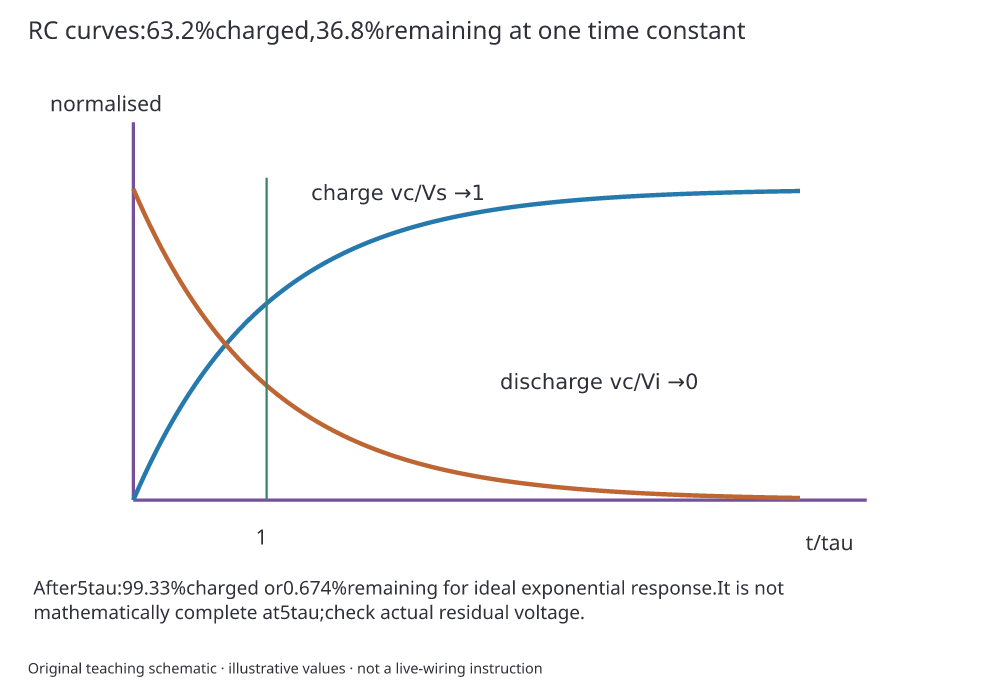 RC curves:63.2%charged,36.8%remaining at one time constant
normalised
charge vc/Vs →1
discharge vc/Vi →0
1
t/tau
After5tau:99.33%charged or0.674%remaining for ideal exponential response.It is not
mathematically complete at5tau;check actual residual voltage.
Original teaching schematic · illustrative values · not a live-wiring instruction